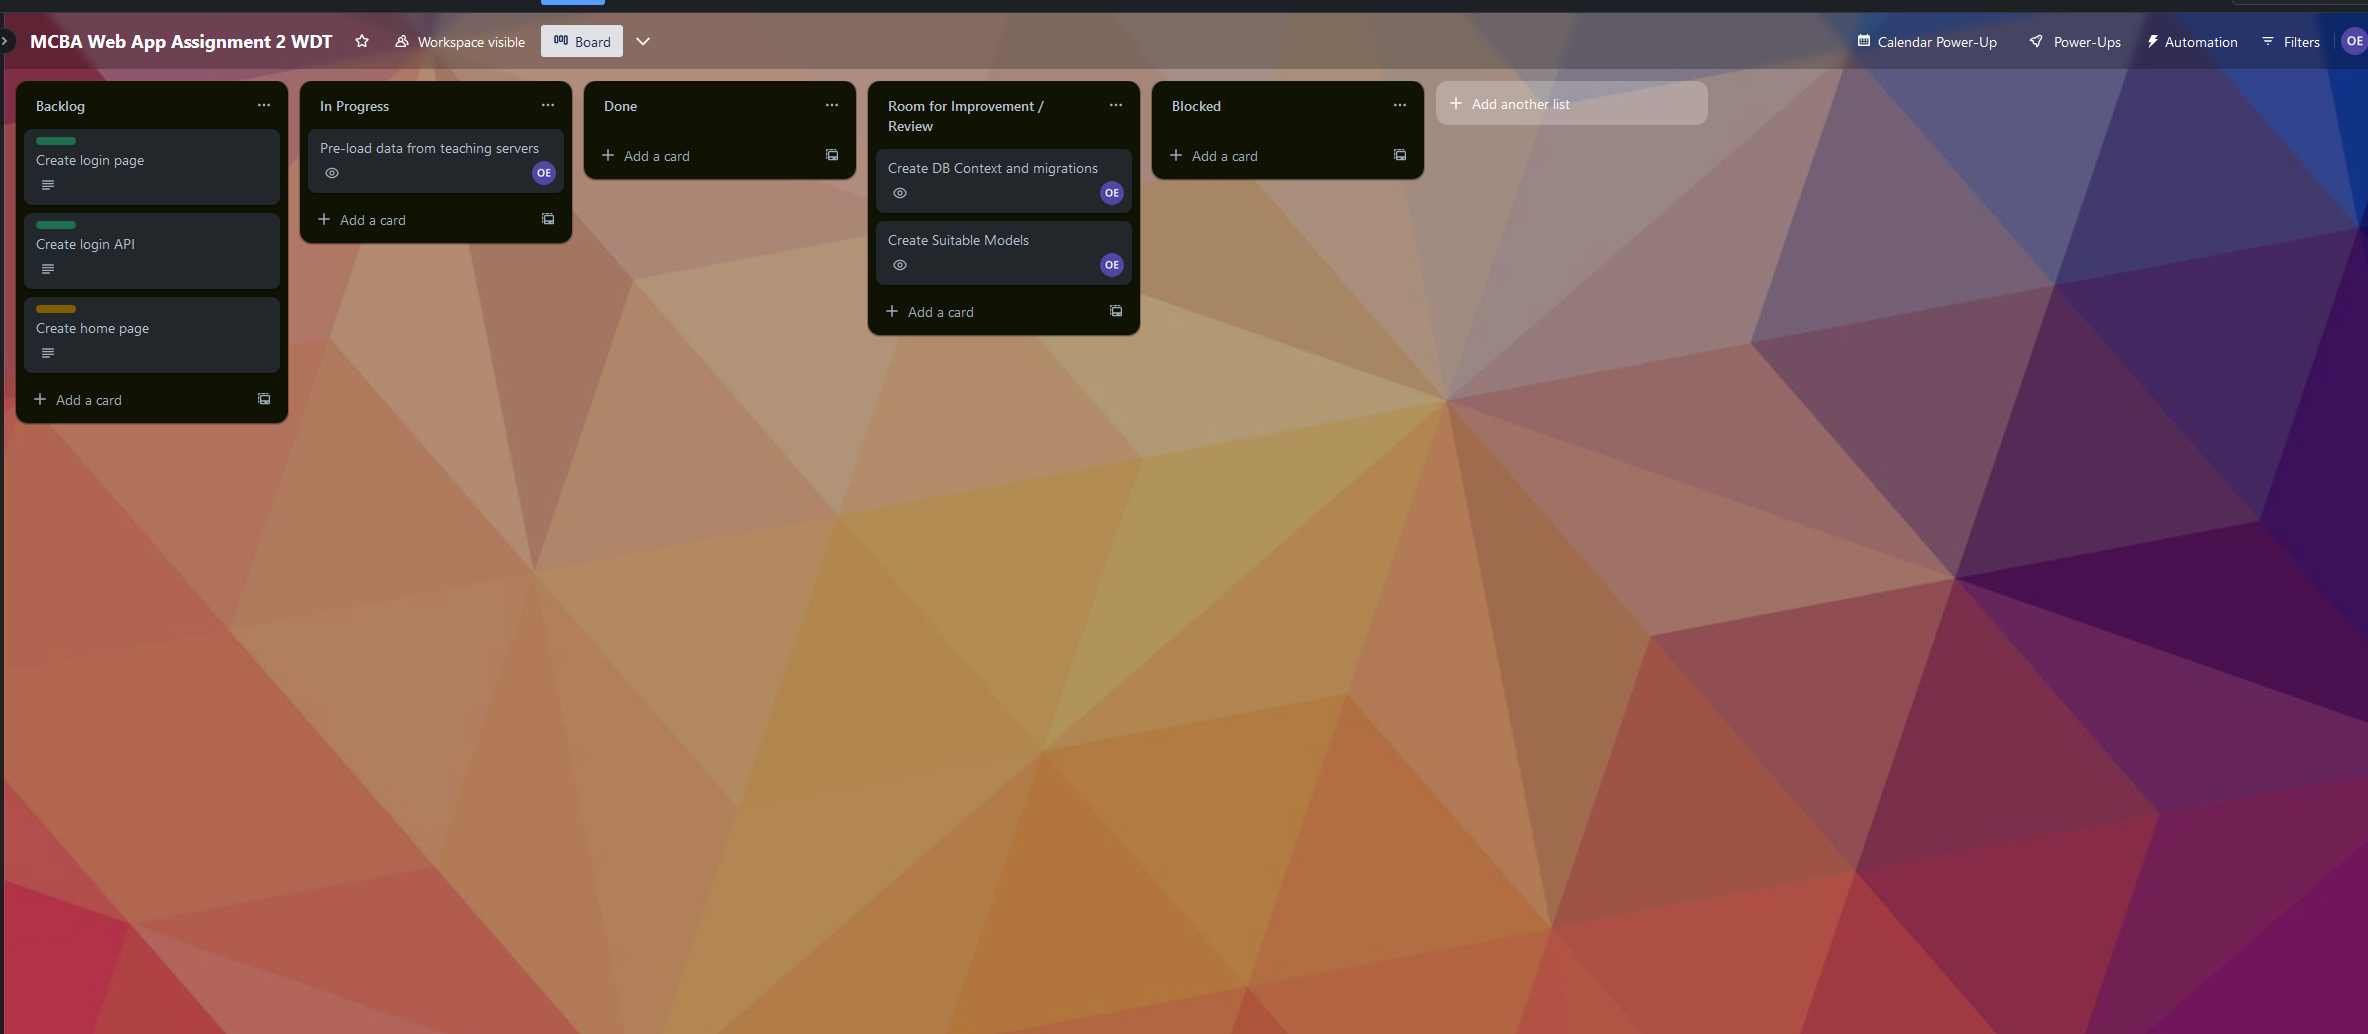 MCBA Web App Assignment 2 WDT
Workspace visible
Board
Calendar Power-Up
Power-Ups
Automation
Filters
OE
Backlog
Create login page
Create login API
Create home page
Add a card
In Progress
Pre-load data from teaching servers
OE
Add a card
Done
Add a card
Room for Improvement /
Review
Create DB Context and migrations
OE
Create Suitable Models
OE
Add a card
Blocked
Add a card
Add another list